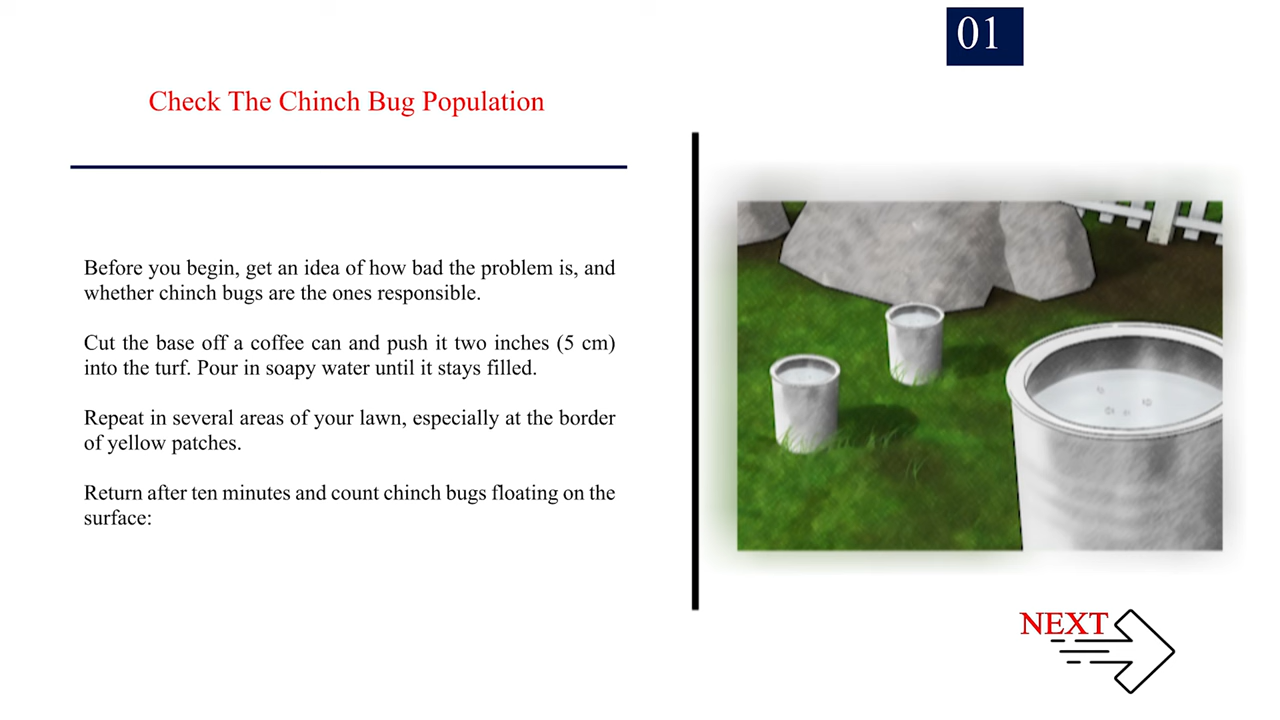 01
Check The Chinch Bug Population
Before you begin, get an idea of how bad the problem is, and
whether chinch bugs are the ones responsible.
Cut the base off a coffee can and push it two inches (5 cm)
into the turf. Pour in soapy water until it stays filled.
Repeat in several areas of your lawn, especially at the border
of yellow patches.
Return after ten minutes and count chinch bugs floating on the
surface:
NEXT